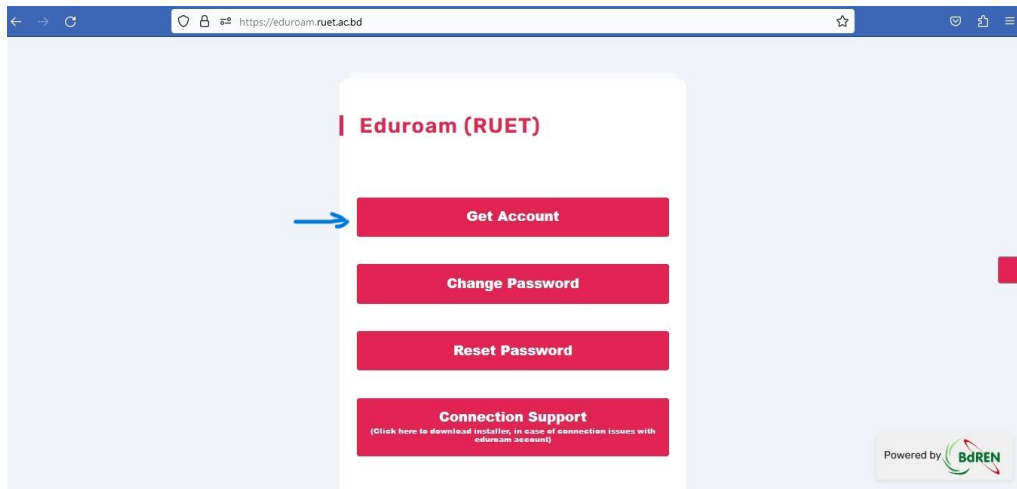 https://eduroam.ruet.ac.bd
Eduroam (RUET)
Get Account
Change Password
Reset Password
Connection Support
(Click here to download installer, in case of connection issues with
eduroam account)
Powered by BdREN